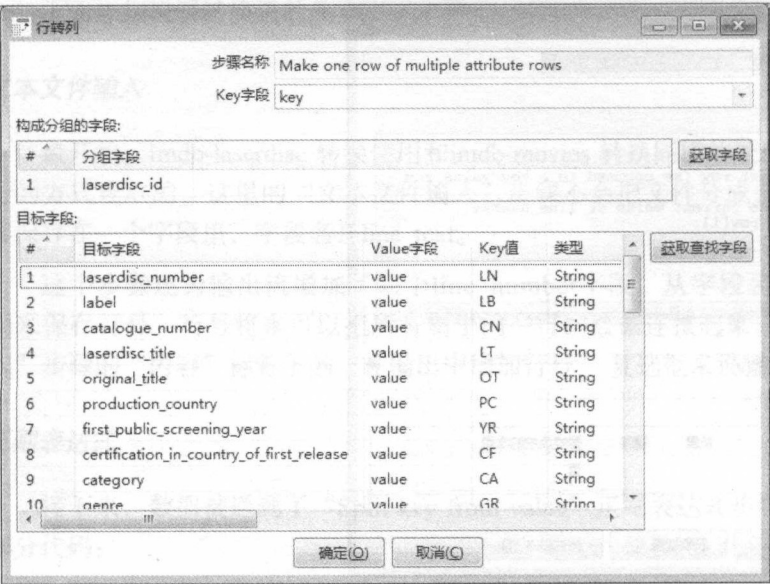 行转列
步骤名称 Make one row of multiple attribute rows
Key字段 key
构成分组的字段:
# 分组字段 获取字段
1 laserdisc_id
目标字段:
# 目标字段 Value字段 Key值 类型 获取查找字段
1 laserdisc_number value LN String
2 label value LB String
3 catalogue_number value CN String
4 laserdisc_title value LT String
5 original_title value OT String
6 production_country value PC String
7 first_public_screening_year value YR String
8 certification_in_country_of_first_release value CF String
9 category value CA String
10 genre value GR String
确定(O) 取消(C)